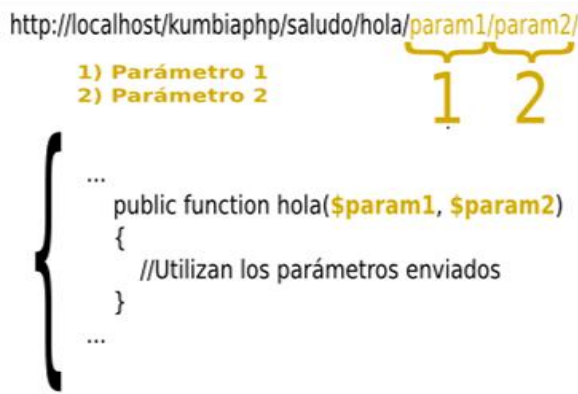 http://localhost/kumbiaphp/saludo/hola/param1/param2/
1) Parámetro 1
2) Parámetro 2
1 2
...
public function hola($param1, $param2)
{
//Utilizan los parámetros enviados
}
...